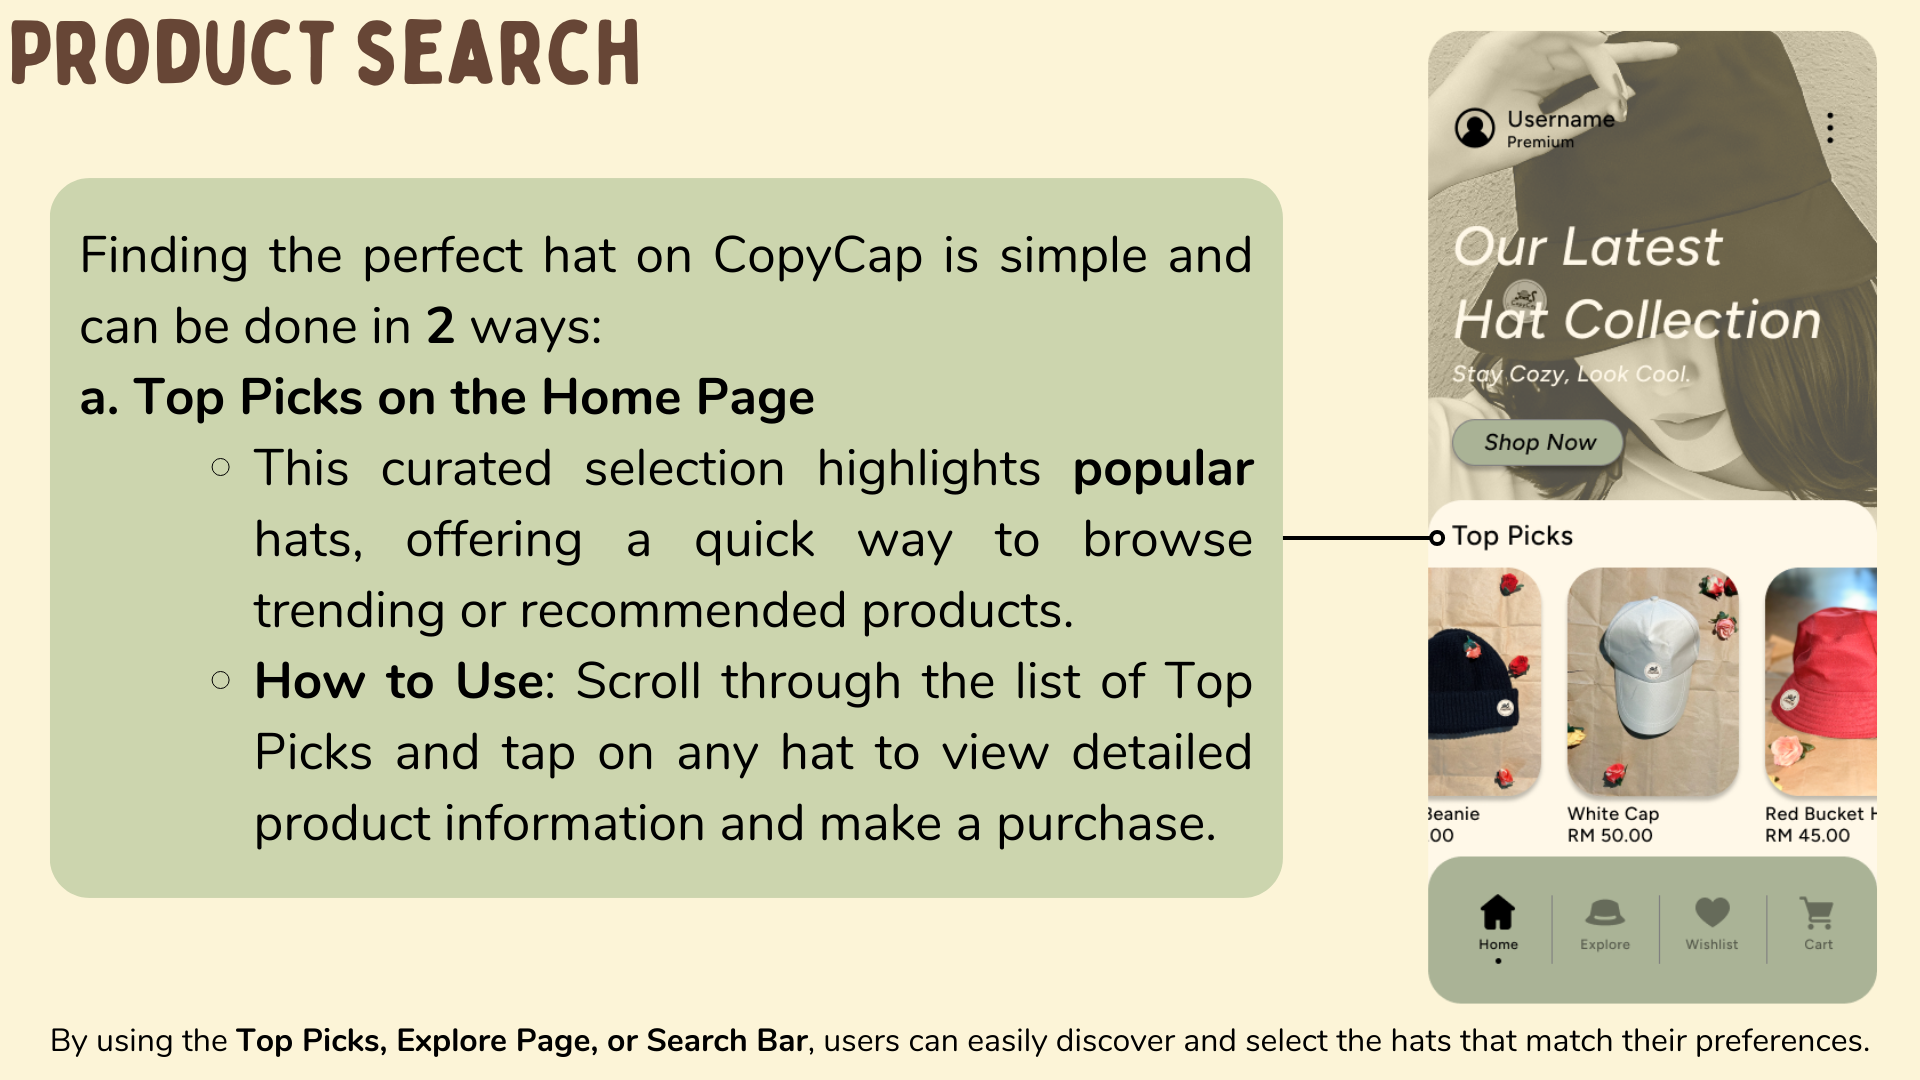 PRODUCT SEARCH
Finding the perfect hat on CopyCap is simple and
can be done in 2 ways:
a. Top Picks on the Home Page
This curated selection highlights popular
hats, offering a quick way to browse
trending or recommended products.
How to Use: Scroll through the list of Top
Picks and tap on any hat to view detailed
product information and make a purchase.
Username
Premium
Our Latest
Hat Collection
Stay Cozy, Look Cool.
Shop Now
Top Picks
Beanie
.00
White Cap
RM 50.00
Red Bucket H
RM 45.00
Home
Explore
Wishlist
Cart
By using the Top Picks, Explore Page, or Search Bar, users can easily discover and select the hats that match their preferences.